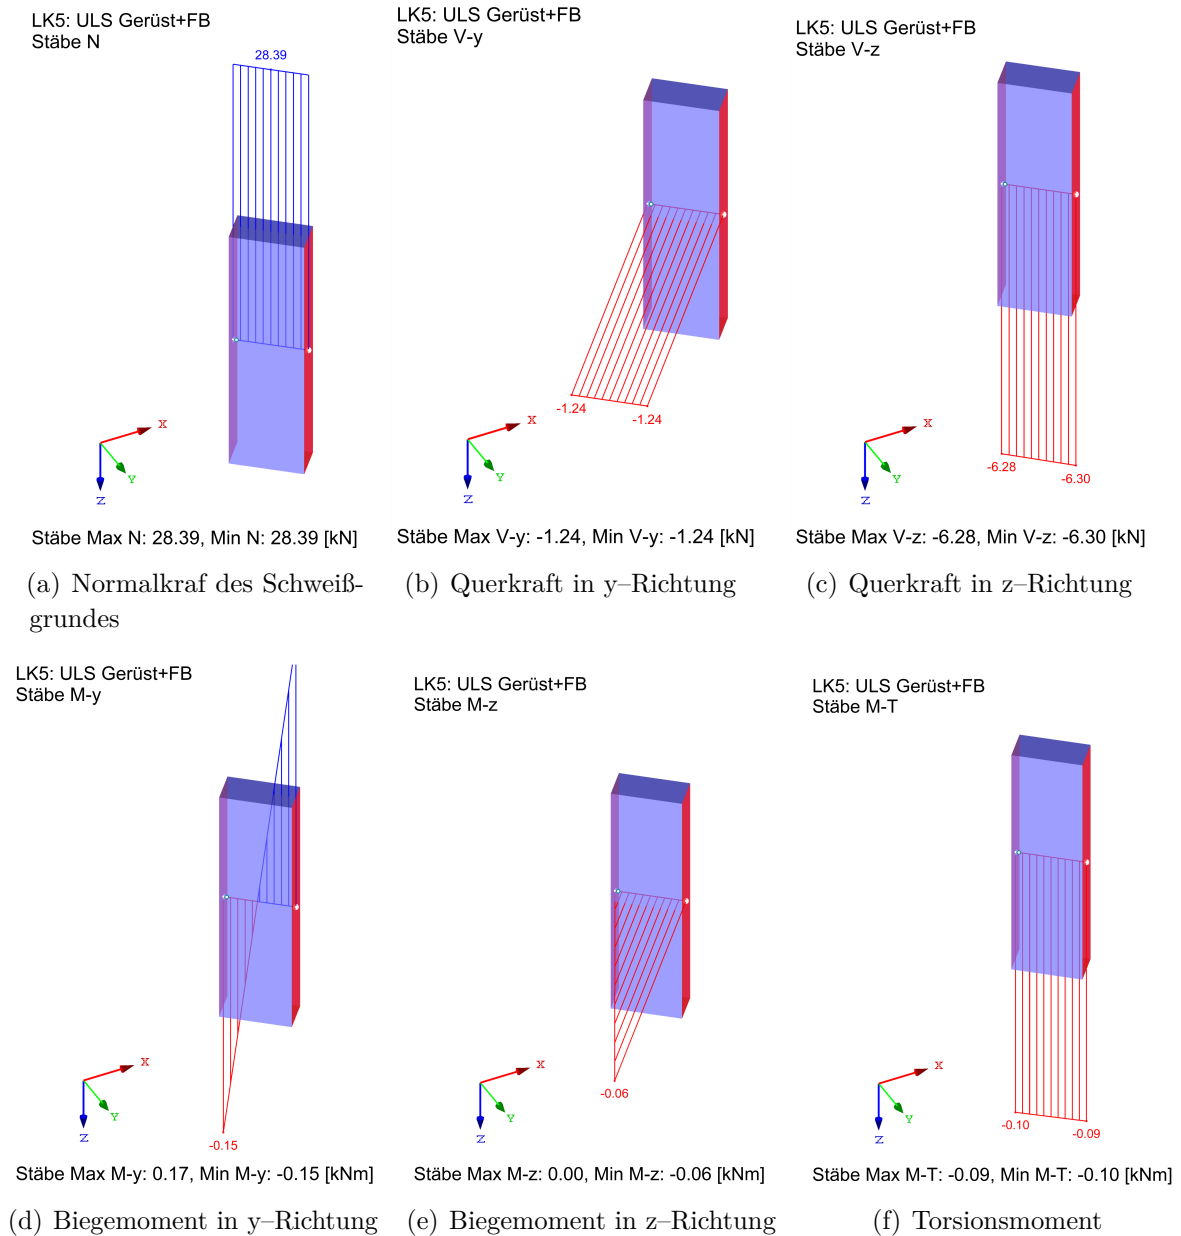 LK5: ULS Gerüst+FB
Stäbe N
28.39
X
Y
Z
Stäbe Max N: 28.39, Min N: 28.39 [kN]
(a) Normalkraf des Schweiß-
grundes
LK5: ULS Gerüst+FB
Stäbe V-y
-1.24
-1.24
X
Y
Z
Stäbe Max V-y: -1.24, Min V-y: -1.24 [kN]
(b) Querkraft in y–Richtung
LK5: ULS Gerüst+FB
Stäbe V-z
X
Y
Z
-6.28
-6.30
Stäbe Max V-z: -6.28, Min V-z: -6.30 [kN]
(c) Querkraft in z–Richtung
LK5: ULS Gerüst+FB
Stäbe M-y
X
Y
Z
-0.15
Stäbe Max M-y: 0.17, Min M-y: -0.15 [kNm]
(d) Biegemoment in y–Richtung
LK5: ULS Gerüst+FB
Stäbe M-z
X
Y
Z
-0.06
Stäbe Max M-z: 0.00, Min M-z: -0.06 [kNm]
(e) Biegemoment in z–Richtung
LK5: ULS Gerüst+FB
Stäbe M-T
X
Y
Z
-0.10
-0.09
Stäbe Max M-T: -0.09, Min M-T: -0.10 [kNm]
(f) Torsionsmoment